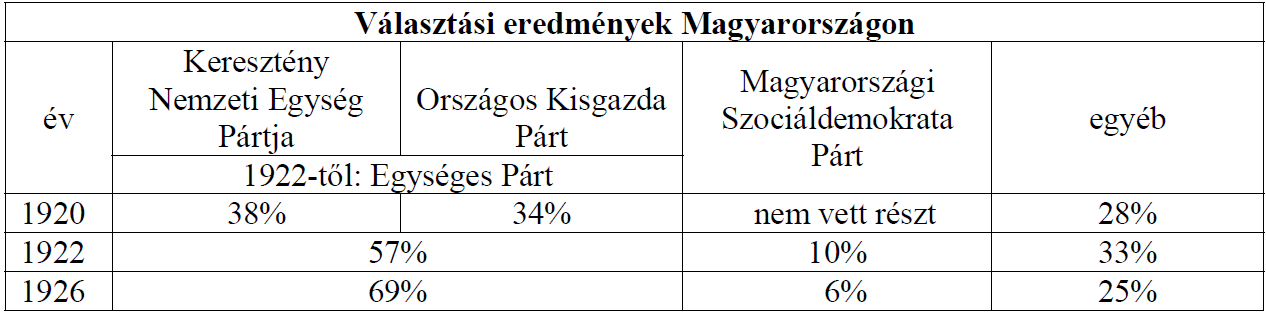 Választási eredmények Magyarországon
év
Keresztény
Nemzeti Egység
Pártja
Országos Kisgazda
Párt
1922-től: Egységes Párt
Magyarországi
Szociáldemokrata
Párt
egyéb
1920 38% 34% nem vett részt 28%
1922 57% 10% 33%
1926 69% 6% 25%